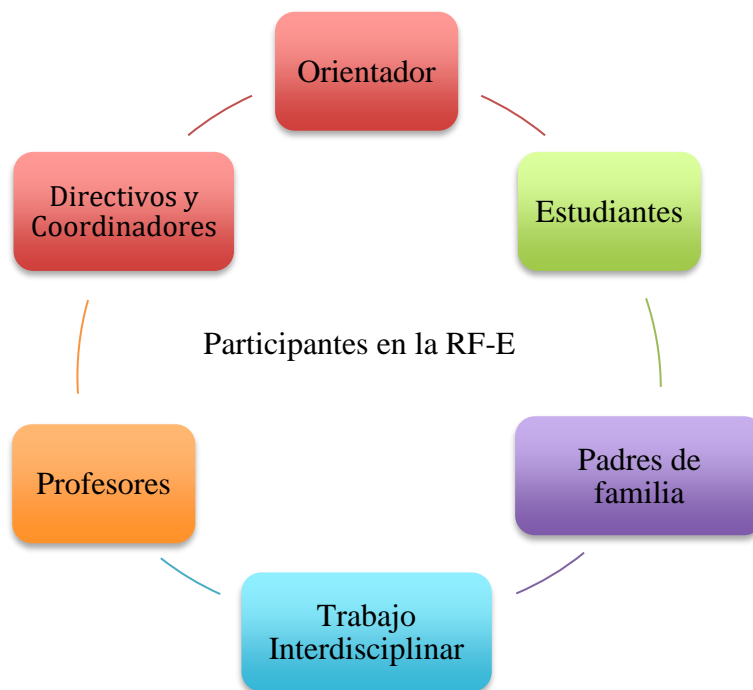 Orientador
Directivos y
Coordinadores
Estudiantes
Participantes en la RF-E
Profesores
Padres de
familia
Trabajo
Interdisciplinar